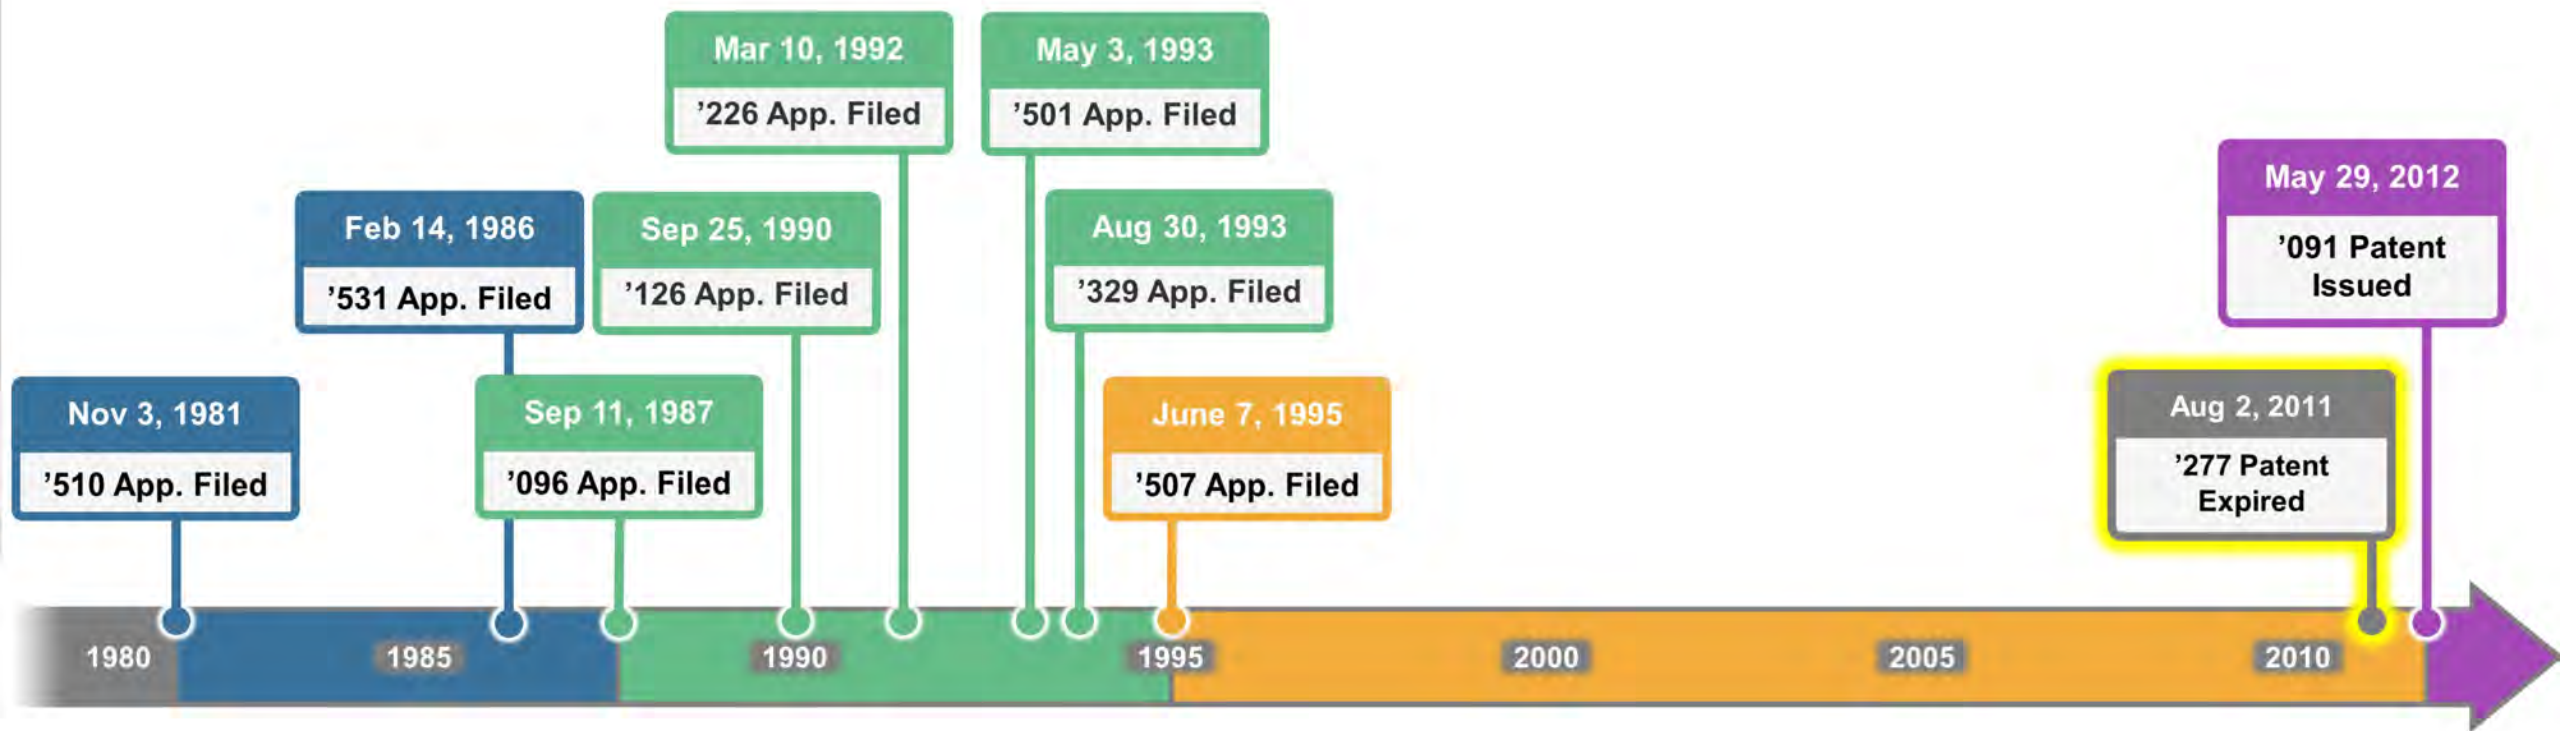 Mar 10, 1992
’226 App. Filed
May 3, 1993
’501 App. Filed
May 29, 2012
’091 Patent
Issued
Feb 14, 1986
’531 App. Filed
Sep 25, 1990
’126 App. Filed
Aug 30, 1993
’329 App. Filed
Nov 3, 1981
’510 App. Filed
Sep 11, 1987
’096 App. Filed
June 7, 1995
’507 App. Filed
Aug 2, 2011
’277 Patent
Expired
1980
1985
1990
1995
2000
2005
2010